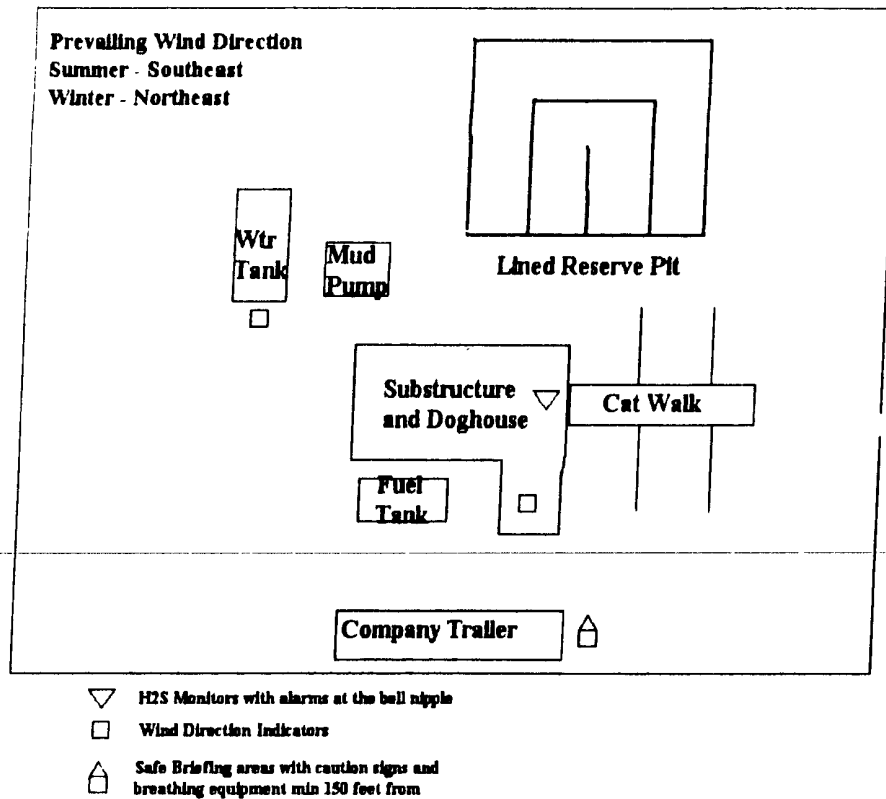 Prevailing Wind Direction
Summer - Southeast
Winter - Northeast
Wtr
Tank
Mud
Pump
Lined Reserve Pit
Substructure
and Doghouse
Cat Walk
Fuel
Tank
Company Trailer
H2S Monitors with alarms at the bell nipple
Wind Direction Indicators
Safe Briefing areas with caution signs and
breathing equipment min 150 feet from